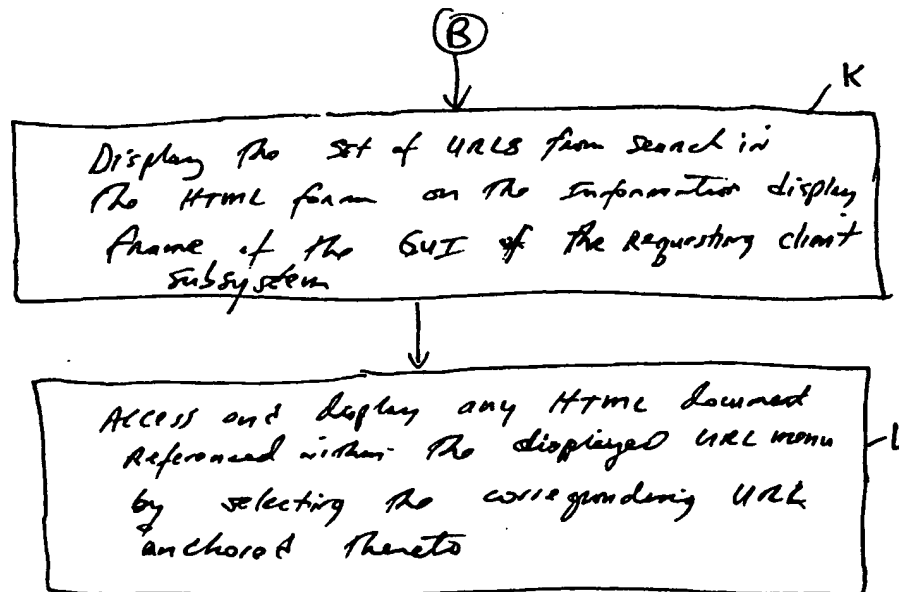 B
K
Display the set of URLs from search in
the HTML form on the Information display
frame of the GUI of the Requesting client
subsystem
Access and display any HTML document
Referenced within the displayed URL menu
L
by selecting the corresponding URL
anchored thereto